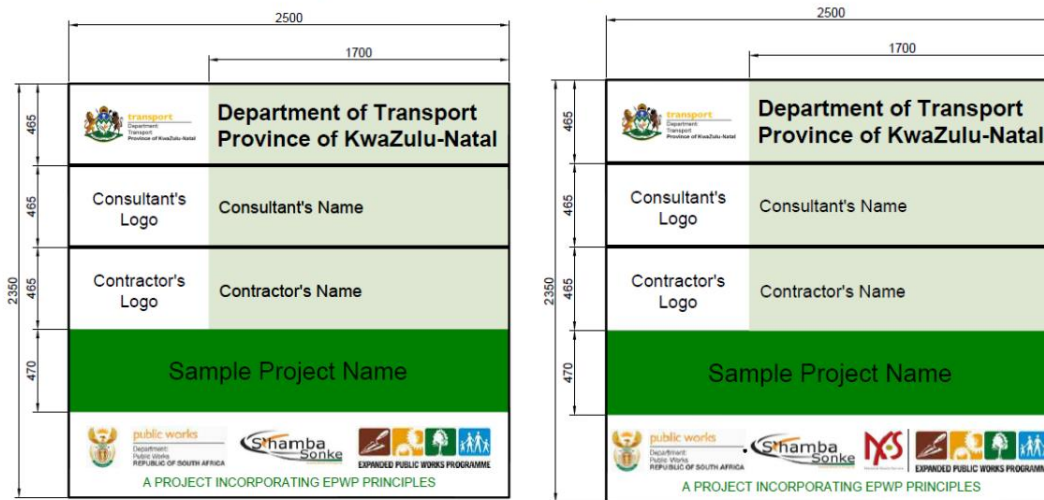 2500
1700
2350
465
465
465
470
transport
Department:
Transport
Province of KwaZulu-Natal
Department of Transport
Province of KwaZulu-Natal
Consultant's
Logo
Consultant's Name
Contractor's
Logo
Contractor's Name
Sample Project Name
public works
Department:
Public Works
REPUBLIC OF SOUTH AFRICA
S'hamba
Sonke
EXPANDED PUBLIC WORKS PROGRAMME
A PROJECT INCORPORATING EPWP PRINCIPLES
2500
1700
2350
465
465
465
470
transport
Department:
Transport
Province of KwaZulu-Natal
Department of Transport
Province of KwaZulu-Natal
Consultant's
Logo
Consultant's Name
Contractor's
Logo
Contractor's Name
Sample Project Name
public works
Department:
Public Works
REPUBLIC OF SOUTH AFRICA
S'hamba
Sonke
NYS
EXPANDED PUBLIC WORKS PROGRAMME
A PROJECT INCORPORATING EPWP PRINCIPLES